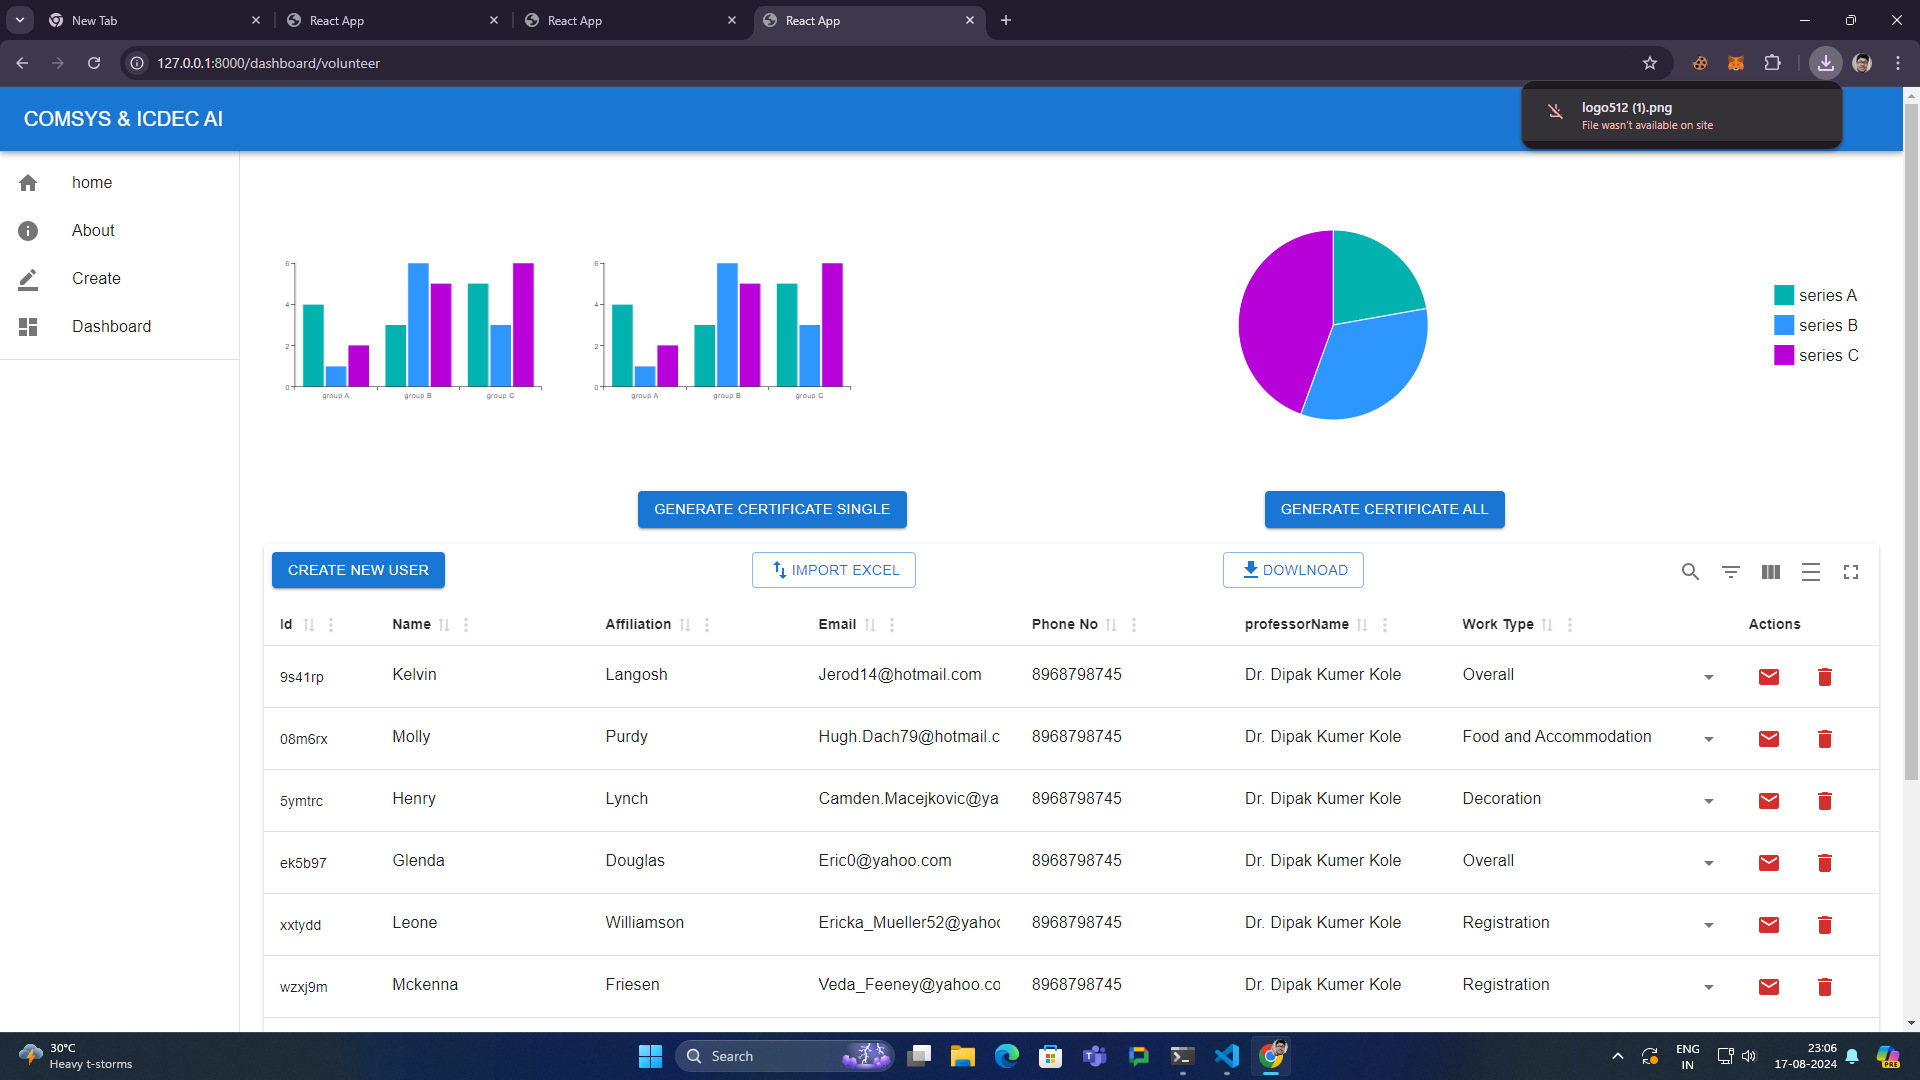 New Tab
React App
React App
React App
127.0.0.1:8000/dashboard/volunteer
logo512 (1).png
File wasn't available on site
COMSYS & ICDEC AI
home
About
Create
Dashboard
6
4
2
0
group A group B group C
6
4
2
0
group A group B group C
series A
series B
series C
GENERATE CERTIFICATE SINGLE
GENERATE CERTIFICATE ALL
CREATE NEW USER
IMPORT EXCEL
DOWLNOAD
Id Name Affiliation Email Phone No professorName Work Type Actions
9s41rp Kelvin Langosh Jerod14@hotmail.com 8968798745 Dr. Dipak Kumer Kole Overall
08m6rx Molly Purdy Hugh.Dach79@hotmail.c 8968798745 Dr. Dipak Kumer Kole Food and Accommodation
5ymtrc Henry Lynch Camden.Macejkovic@ya 8968798745 Dr. Dipak Kumer Kole Decoration
ek5b97 Glenda Douglas Eric0@yahoo.com 8968798745 Dr. Dipak Kumer Kole Overall
xxtydd Leone Williamson Ericka_Mueller52@yahoo 8968798745 Dr. Dipak Kumer Kole Registration
wzxj9m Mckenna Friesen Veda_Feeney@yahoo.co 8968798745 Dr. Dipak Kumer Kole Registration
30°C
Heavy t-storms
Search
ENG
IN
23:06
17-08-2024
PRE